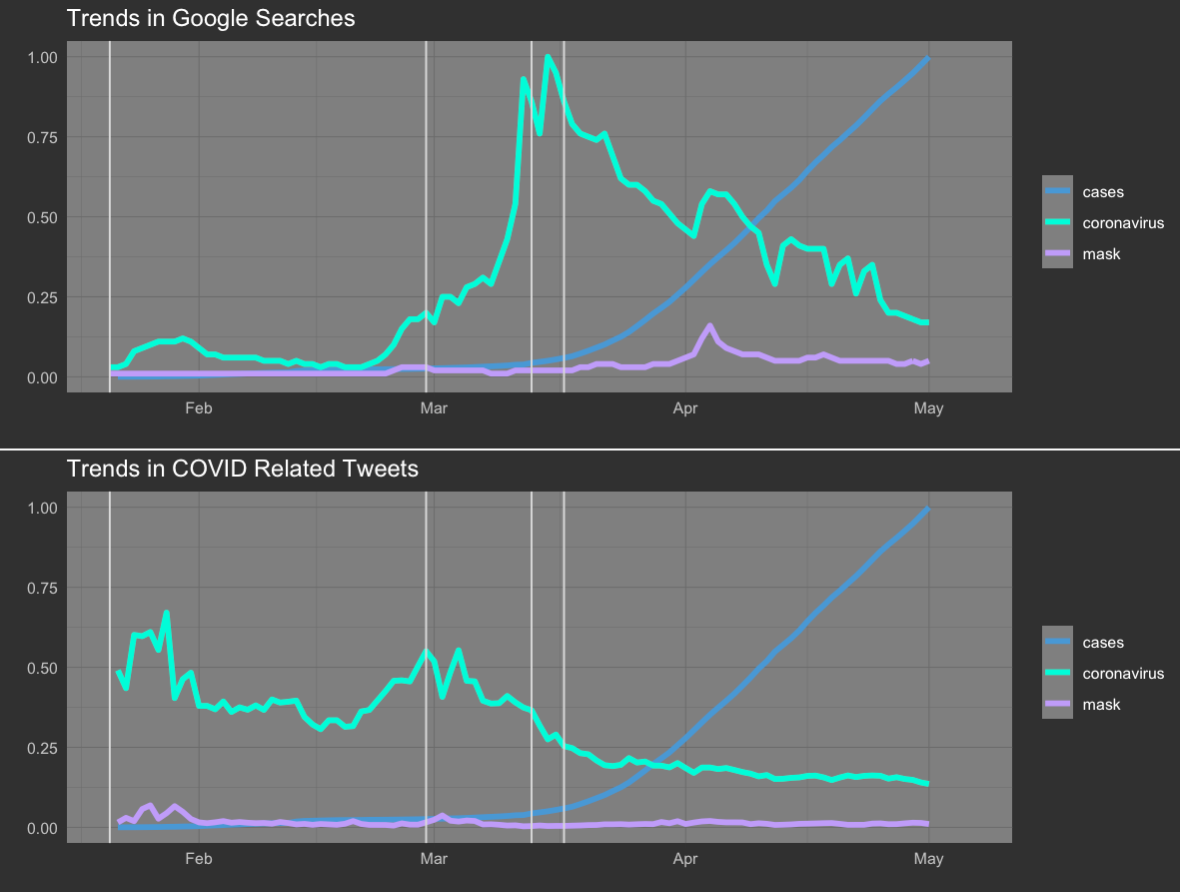 Trends in Google Searches
1.00
0.75
0.50
0.25
0.00
Feb Mar Apr May
cases
coronavirus
mask
Trends in COVID Related Tweets
1.00
0.75
0.50
0.25
0.00
Feb Mar Apr May
cases
coronavirus
mask